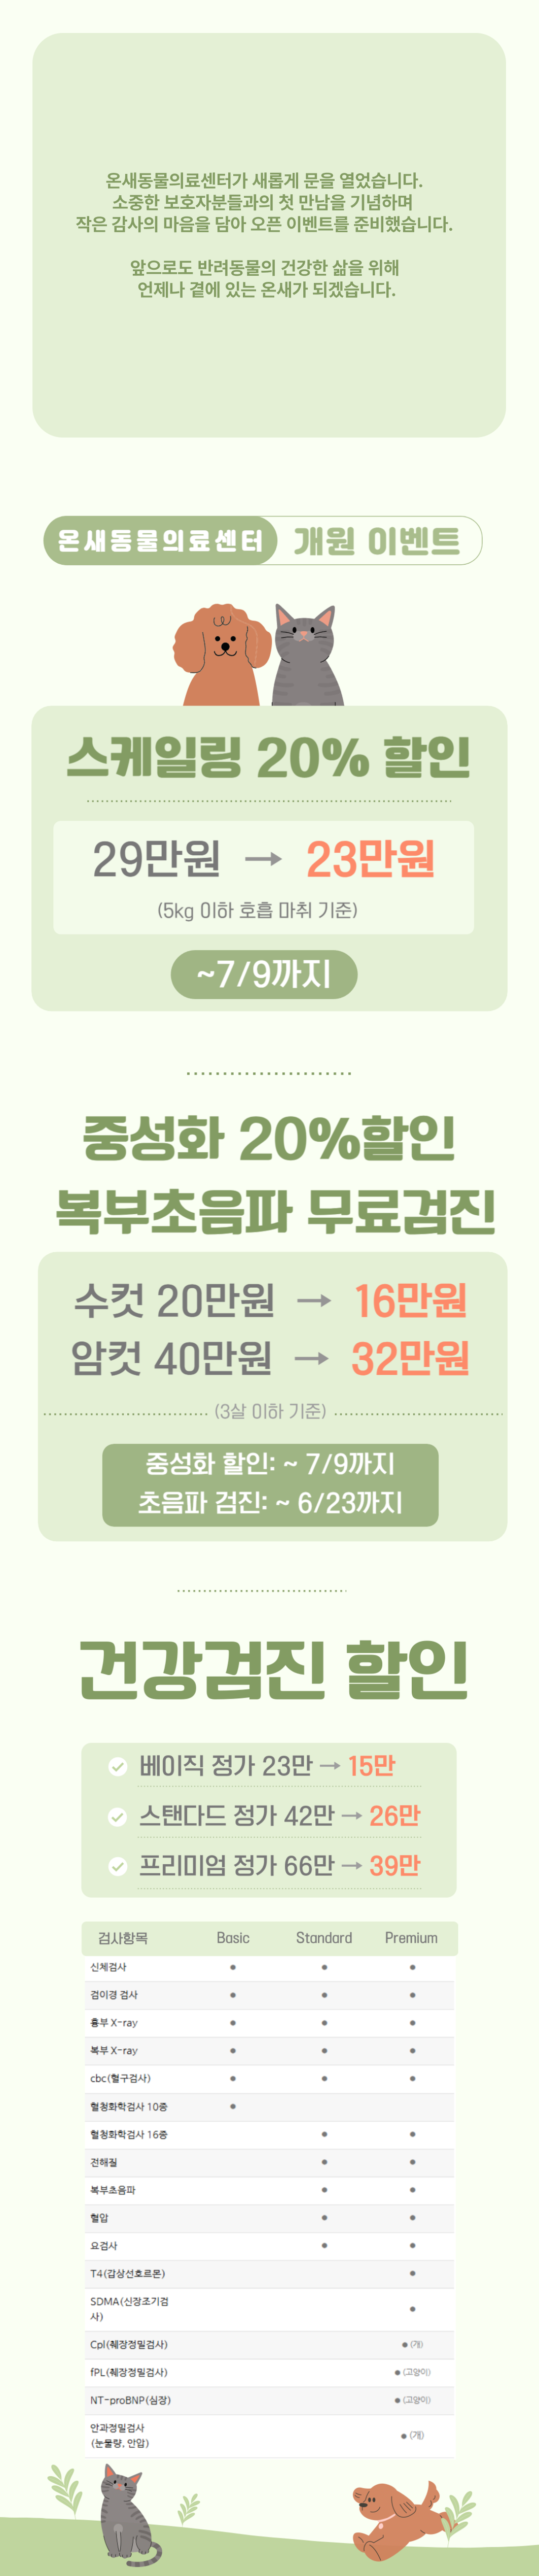 온새동물의료센터가 새롭게 문을 열었습니다.
소중한 보호자분들과의 첫 만남을 기념하며
작은 감사의 마음을 담아 오픈 이벤트를 준비했습니다.
앞으로도 반려동물의 건강한 삶을 위해
언제나 곁에 있는 온새가 되겠습니다.
온새동물의료센터 개원 이벤트
스케일링 20% 할인
29만원 → 23만원
(5kg 이하 호흡 마취 기준)
~7/9까지
중성화 20%할인
복부초음파 무료검진
수컷 20만원 → 16만원
암컷 40만원 → 32만원
(3살 이하 기준)
중성화 할인: ~ 7/9까지
초음파 검진: ~ 6/23까지
건강검진 할인
베이직 정가 23만 → 15만
스탠다드 정가 42만 → 26만
프리미엄 정가 66만 → 39만
검사항목 Basic Standard Premium
신체검사 ● ● ●
검이경 검사 ● ● ●
흉부 X-ray ● ● ●
복부 X-ray ● ● ●
cbc(혈구검사) ● ● ●
혈청화학검사 10종 ●
혈청화학검사 16종 ● ●
전해질 ● ●
복부초음파 ● ●
혈압 ● ●
요검사 ● ●
T4(갑상선호르몬) ●
SDMA(신장조기검
사) ●
Cpl(췌장정밀검사) ● (개)
fPL(췌장정밀검사) ● (고양이)
NT-proBNP(심장) ● (고양이)
안과정밀검사
(눈물량, 안압) ● (개)